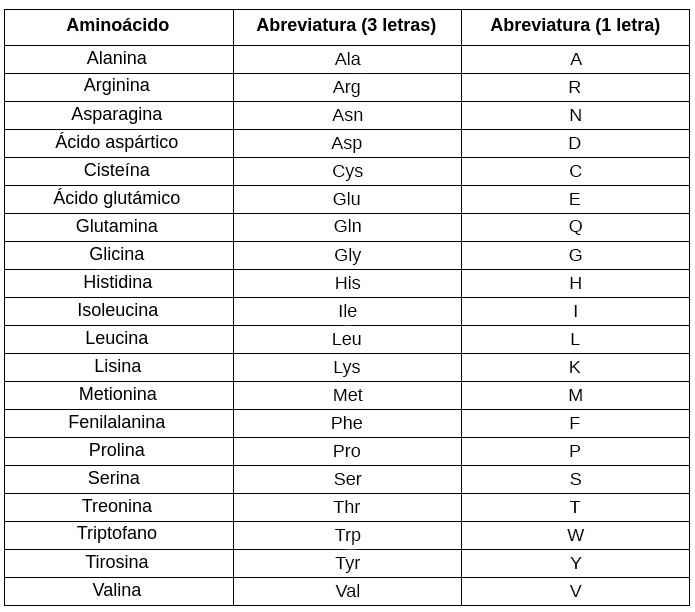 Aminoácido Abreviatura (3 letras) Abreviatura (1 letra)
Alanina Ala A
Arginina Arg R
Asparagina Asn N
Ácido aspártico Asp D
Cisteína Cys C
Ácido glutámico Glu E
Glutamina Gln Q
Glicina Gly G
Histidina His H
Isoleucina Ile I
Leucina Leu L
Lisina Lys K
Metionina Met M
Fenilalanina Phe F
Prolina Pro P
Serina Ser S
Treonina Thr T
Triptofano Trp W
Tirosina Tyr Y
Valina Val V